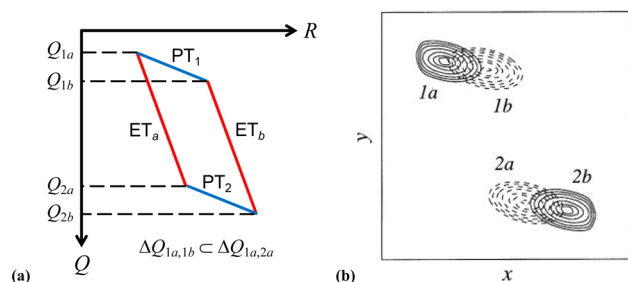 R
Q1a
PT1
Q1b
ETa
ETb
Q2a
PT2
Q2b
Q
ΔQ1a,1b ⊂ ΔQ1a,2a
(a)
1a
1b
y
2a
2b
x
(b)